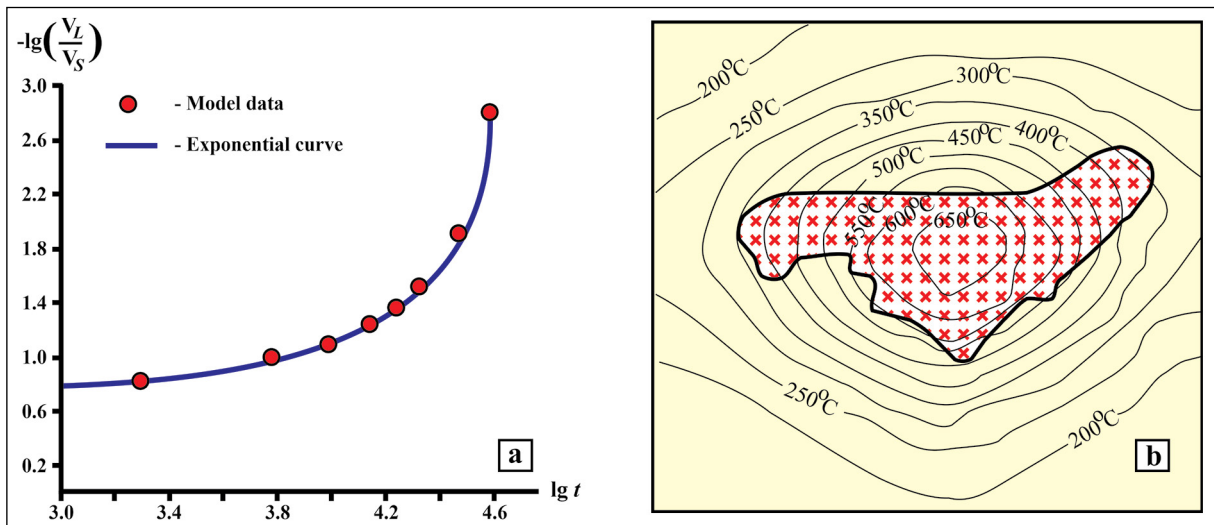 -lg(V_L/V_S)
3.0
2.6
2.2
1.8
1.4
1.0
0.6
0.2
3.0 3.4 3.8 4.2 4.6
lg t
- Model data
- Exponential curve
a
200°C
250°C
300°C
350°C
400°C
450°C
500°C
550°C
600°C
650°C
250°C
200°C
b